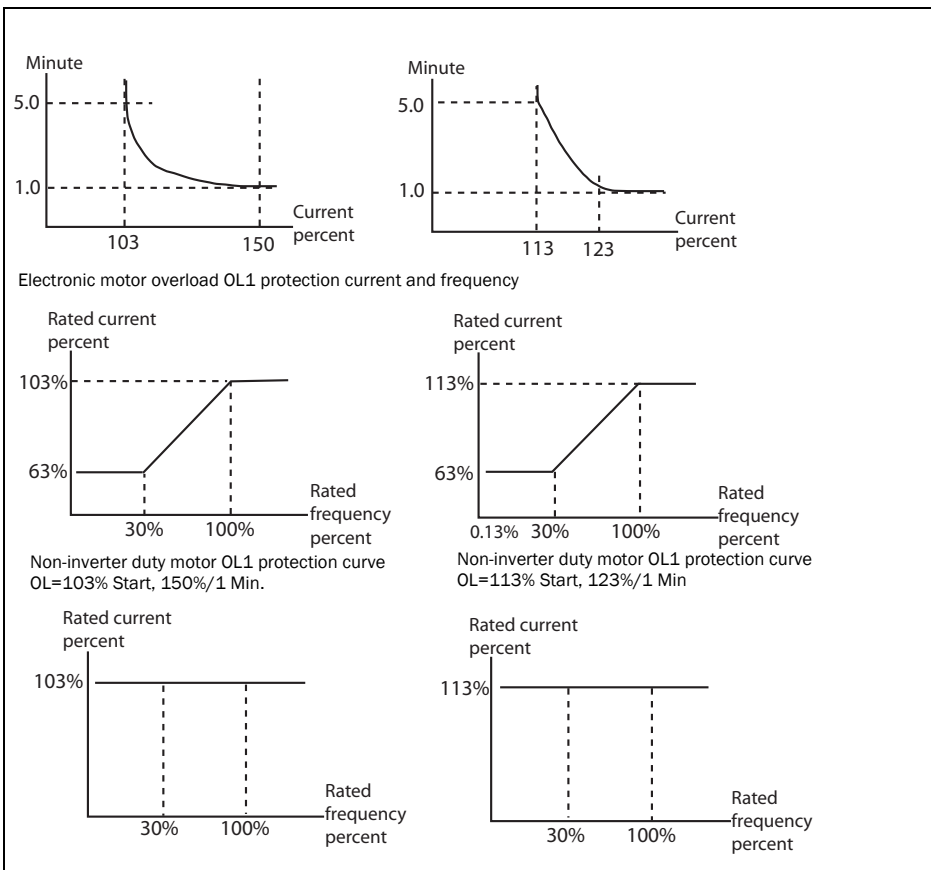 Minute
5.0
1.0
103
150
Current
percent
Minute
5.0
1.0
113
123
Current
percent
Electronic motor overload OL1 protection current and frequency
Rated current
percent
103%
63%
30%
100%
Rated
frequency
percent
Rated current
percent
113%
63%
0.13%
30%
100%
Rated
frequency
percent
Non-inverter duty motor OL1 protection curve
OL=103% Start, 150%/1 Min.
Non-inverter duty motor OL1 protection curve
OL=113% Start, 123%/1 Min
Rated current
percent
103%
30%
100%
Rated
frequency
percent
Rated current
percent
113%
30%
100%
Rated
frequency
percent